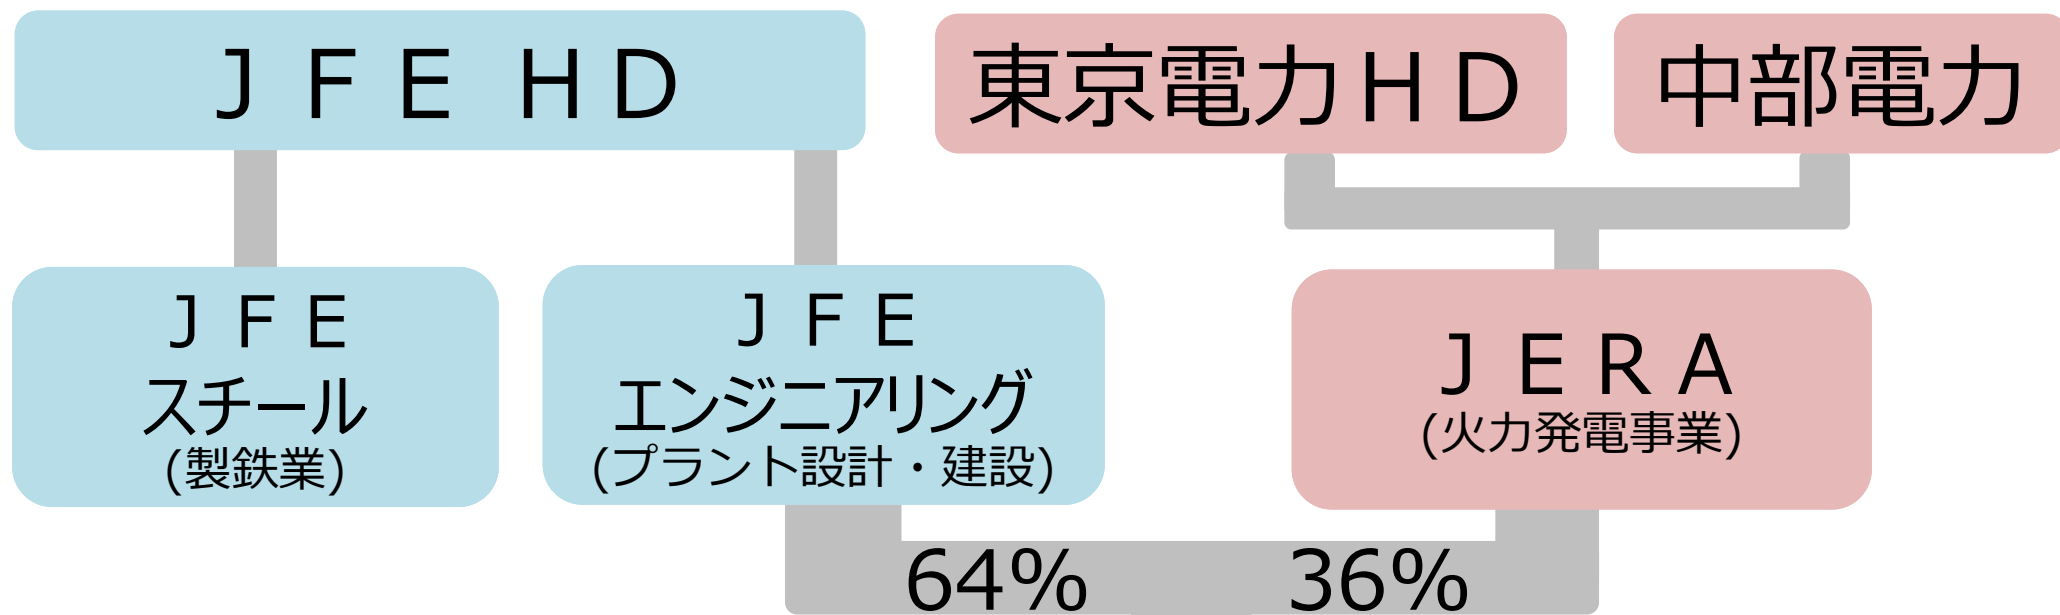 ＪＦＥ ＨＤ
東京電力ＨＤ
中部電力
ＪＦＥ
スチール
(製鉄業)
ＪＦＥ
エンジニアリング
(プラント設計・建設)
ＪＥＲＡ
(火力発電事業)
64%
36%